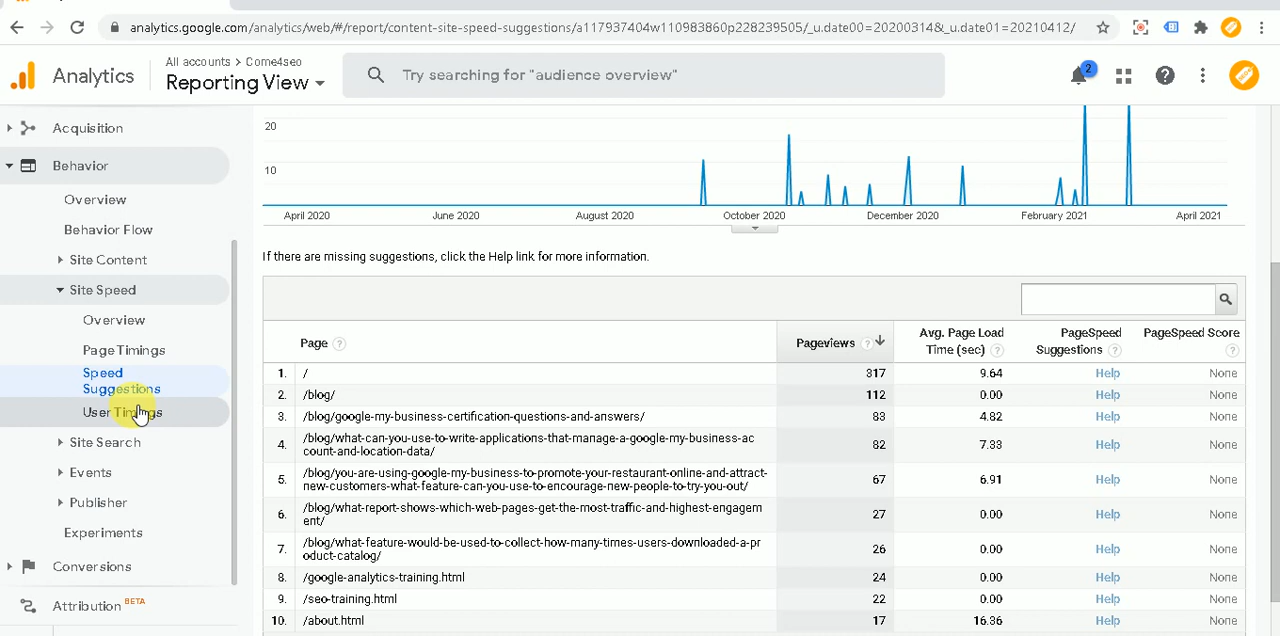 analytics.google.com/analytics/web/#/report/content-site-speed-suggestions/a117937404w110983860p228239505/_u.date00=20200314&_u.date01=20210412/
Analytics
All accounts > Come4seo
Reporting View
Try searching for "audience overview"
2
Acquisition
Behavior
Overview
Behavior Flow
Site Content
Site Speed
Overview
Page Timings
Speed
Suggestions
User Timings
Site Search
Events
Publisher
Experiments
Conversions
Attribution BETA
20
10
April 2020 June 2020 August 2020 October 2020 December 2020 February 2021 April 2021
If there are missing suggestions, click the Help link for more information.
Page Pageviews Avg. Page Load Time (sec) PageSpeed Suggestions PageSpeed Score
1. / 317 9.64 Help None
2. /blog/ 112 0.00 Help None
3. /blog/google-my-business-certification-questions-and-answers/ 83 4.82 Help None
4. /blog/what-can-you-use-to-write-applications-that-manage-a-google-my-business-ac
count-and-location-data/ 82 7.33 Help None
5. /blog/you-are-using-google-my-business-to-promote-your-restaurant-online-and-attract-
new-customers-what-feature-can-you-use-to-encourage-new-people-to-try-you-out/ 67 6.91 Help None
6. /blog/what-report-shows-which-web-pages-get-the-most-traffic-and-highest-engagem
ent/ 27 0.00 Help None
7. /blog/what-feature-would-be-used-to-collect-how-many-times-users-downloaded-a-pr
oduct-catalog/ 26 0.00 Help None
8. /google-analytics-training.html 24 0.00 Help None
9. /seo-training.html 22 0.00 Help None
10. /about.html 17 16.36 Help None